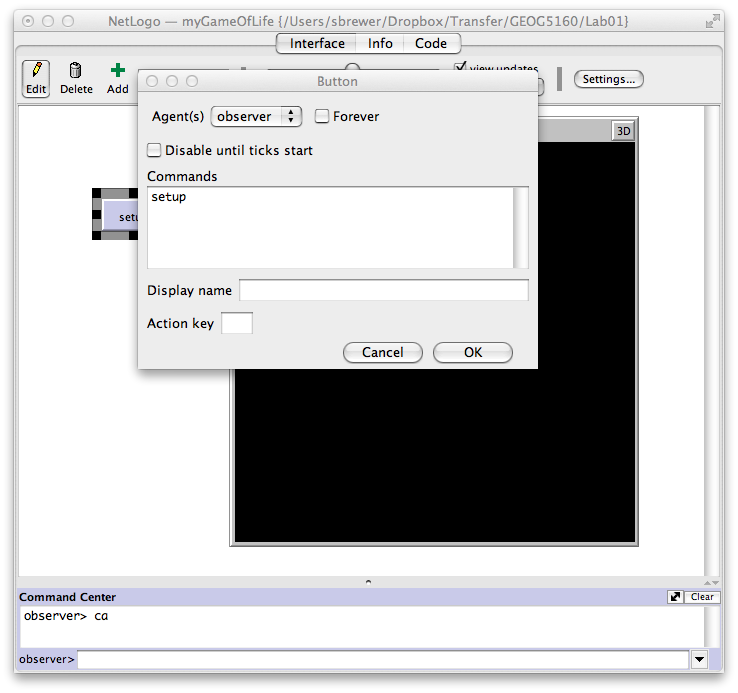 NetLogo — myGameOfLife {/Users/sbrewer/Dropbox/Transfer/GEOG5160/Lab01}
Interface Info Code
Edit Delete Add view updates Settings...
Button
Agent(s) observer Forever
3D
Disable until ticks start
Commands
setup
setu
Display name
Action key
Cancel OK
Command Center Clear
observer> ca
observer>